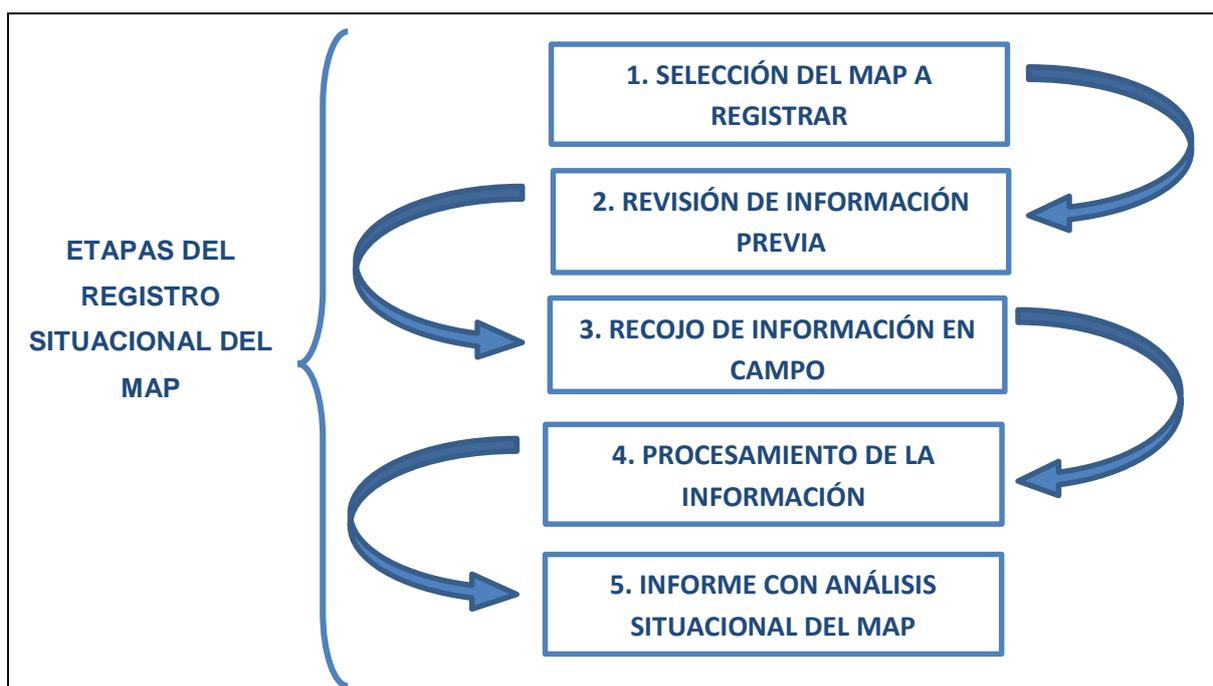 ETAPAS DEL
REGISTRO
SITUACIONAL DEL
MAP
1. SELECCIÓN DEL MAP A
REGISTRAR
2. REVISIÓN DE INFORMACIÓN
PREVIA
3. RECOJO DE INFORMACIÓN EN
CAMPO
4. PROCESAMIENTO DE LA
INFORMACIÓN
5. INFORME CON ANÁLISIS
SITUACIONAL DEL MAP